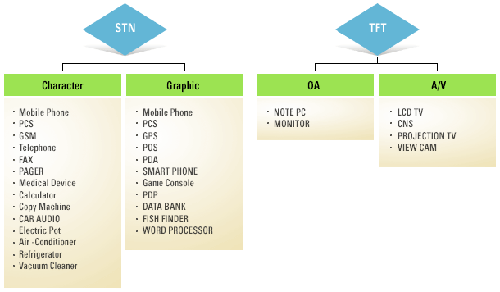 STN
TFT
Character
Mobile Phone
PCS
GSM
Telephone
FAX
PAGER
Medical Device
Calculator
Copy Machine
CAR AUDIO
Electric Pot
Air -Conditioner
Refrigerator
Vacuum Cleaner
Graphic
Mobile Phone
PCS
GPS
POS
PDA
SMART PHONE
Game Console
PDP
DATA BANK
FISH FINDER
WORD PROCESSOR
OA
NOTE PC
MONITOR
A/V
LCD TV
CNS
PROJECTION TV
VIEW CAM